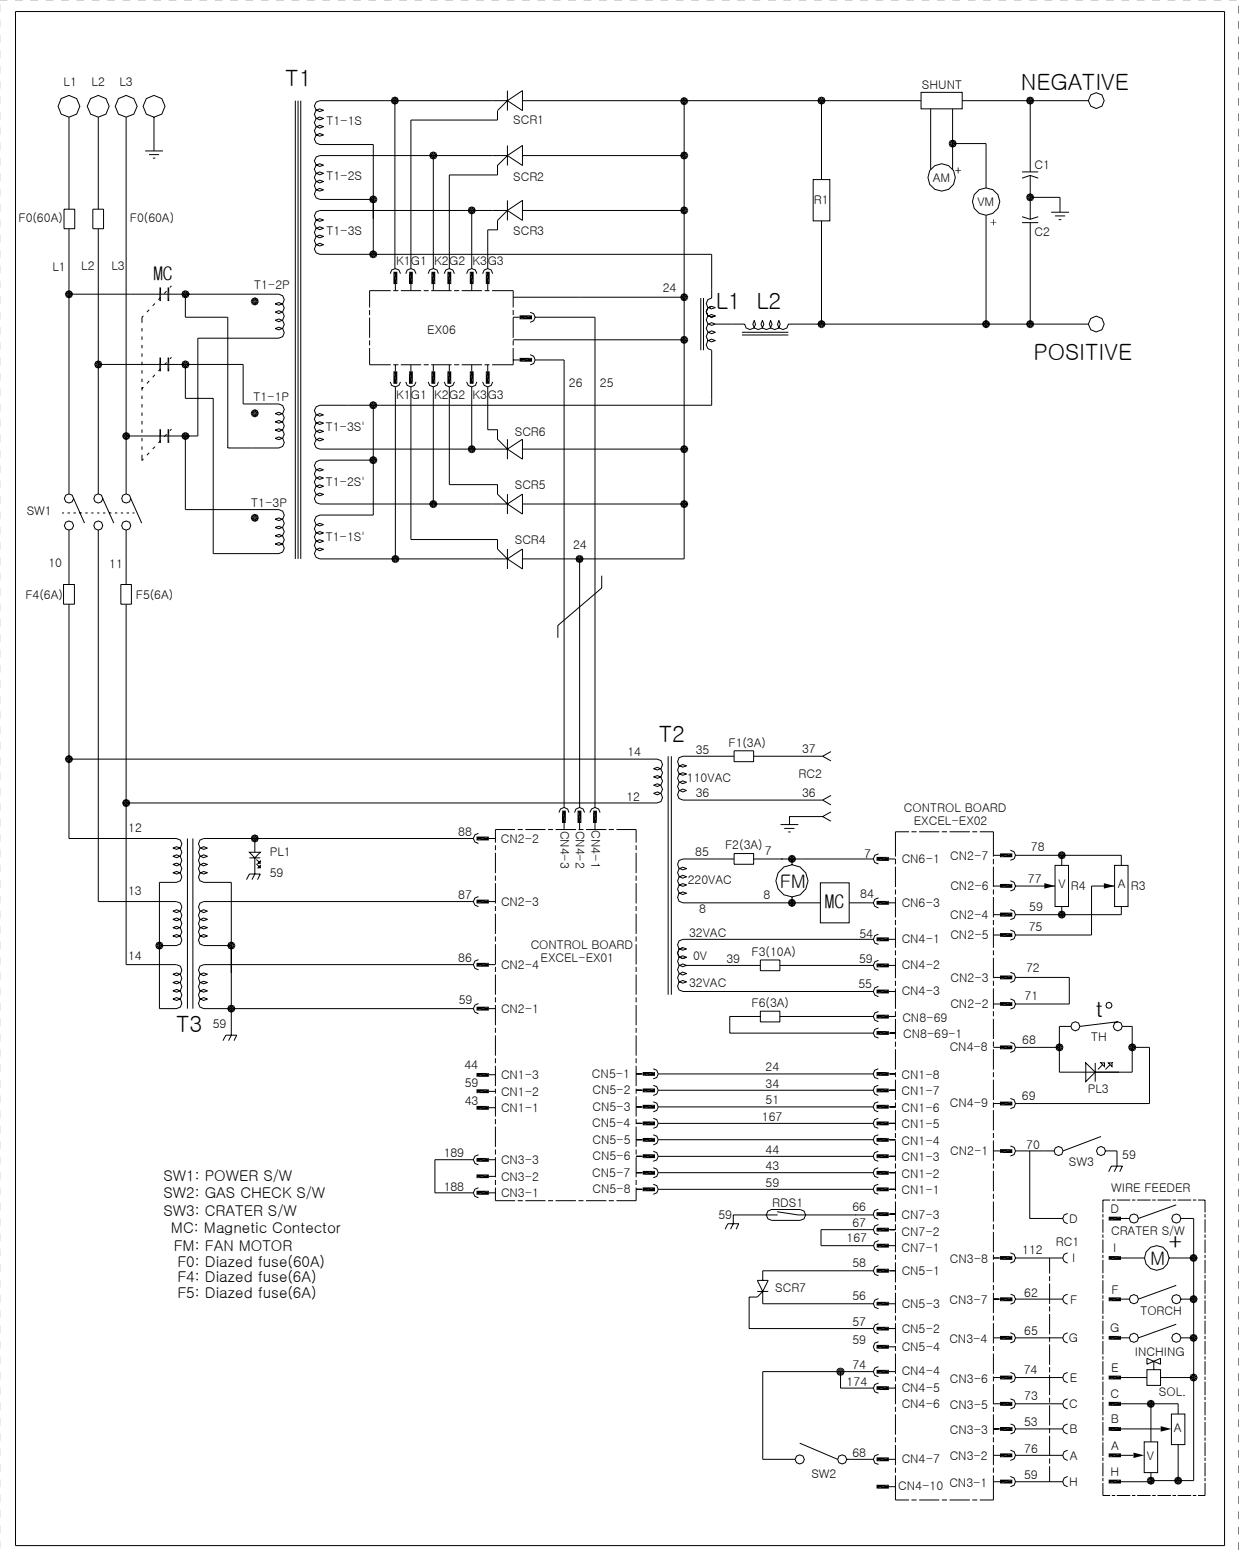 L1 L2 L3
T1
T1-1S
SCR1
SHUNT
NEGATIVE
T1-2S
SCR2
AM
+
C1
F0(60A)
F0(60A)
T1-3S
SCR3
R1
VM
+
C2
L1 L2 L3
MC
K1 G1 K2 G2 K3 G3
T1-2P
24
EX06
L1 L2
POSITIVE
26 25
K1 G1 K2 G2 K3 G3
T1-1P
T1-3S'
SCR6
T1-2S'
SCR5
T1-3P
SW1
T1-1S'
SCR4
24
10 11
F4(6A)
F5(6A)
T2
14
12
35 F1(3A) 37
110VAC
RC2
36 36
CONTROL BOARD
EXCEL-EX02
12
PL1
59
88 CN2-2
CN4-3
CN4-2
CN4-1
85 F2(3A) 7 7 CN6-1
220VAC
FM
MC
8 8 84 CN6-3
CN2-7 78
CN2-6 77 V R4 A R3
CN2-4 59
CN2-5 75
13
87 CN2-3
CONTROL BOARD
EXCEL-EX01
32VAC 54 CN4-1
0V 39 F3(10A) 59 CN4-2
32VAC 55 CN4-3
14
86 CN2-4
CN2-3 72
CN2-2 71
T3 59
59 CN2-1
F6(3A)
CN8-69
CN8-69-1
t°
TH
CN4-8 68
PL3
CN4-9 69
44 CN1-3
59 CN1-2
43 CN1-1
CN5-1 24 CN1-8
CN5-2 34 CN1-7
CN5-3 51 CN1-6
CN5-4 167 CN1-5
CN5-5 CN1-4
CN5-6 44 CN1-3
CN5-7 43 CN1-2
CN5-8 59 CN1-1
189 CN3-3
CN3-2
188 CN3-1
CN2-1 70
SW3
59
SW1: POWER S/W
SW2: GAS CHECK S/W
SW3: CRATER S/W
MC: Magnetic Contector
FM: FAN MOTOR
F0: Diazed fuse(60A)
F4: Diazed fuse(6A)
F5: Diazed fuse(6A)
59 RDS1 66 CN7-3
67 CN7-2
167 CN7-1
58 CN5-1
SCR7
56 CN5-3
57 CN5-2
59 CN5-4
74 CN4-4
174 CN4-5
CN4-6
SW2
68 CN4-7
CN4-10
D
RC1
CN3-8 112 I
CN3-7 62 F
CN3-4 65 G
CN3-6 74 E
CN3-5 73 C
CN3-3 53 B
CN3-2 76 A
CN3-1 59 H
WIRE FEEDER
D
CRATER S/W
I M +
F
TORCH
G
INCHING
E
SOL.
C
B A
A V
H